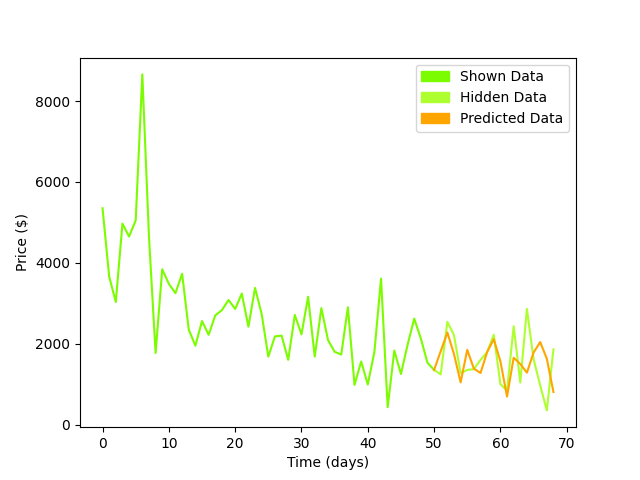 Shown Data
Hidden Data
Predicted Data
8000
6000
4000
2000
0
Price ($)
0 10 20 30 40 50 60 70
Time (days)